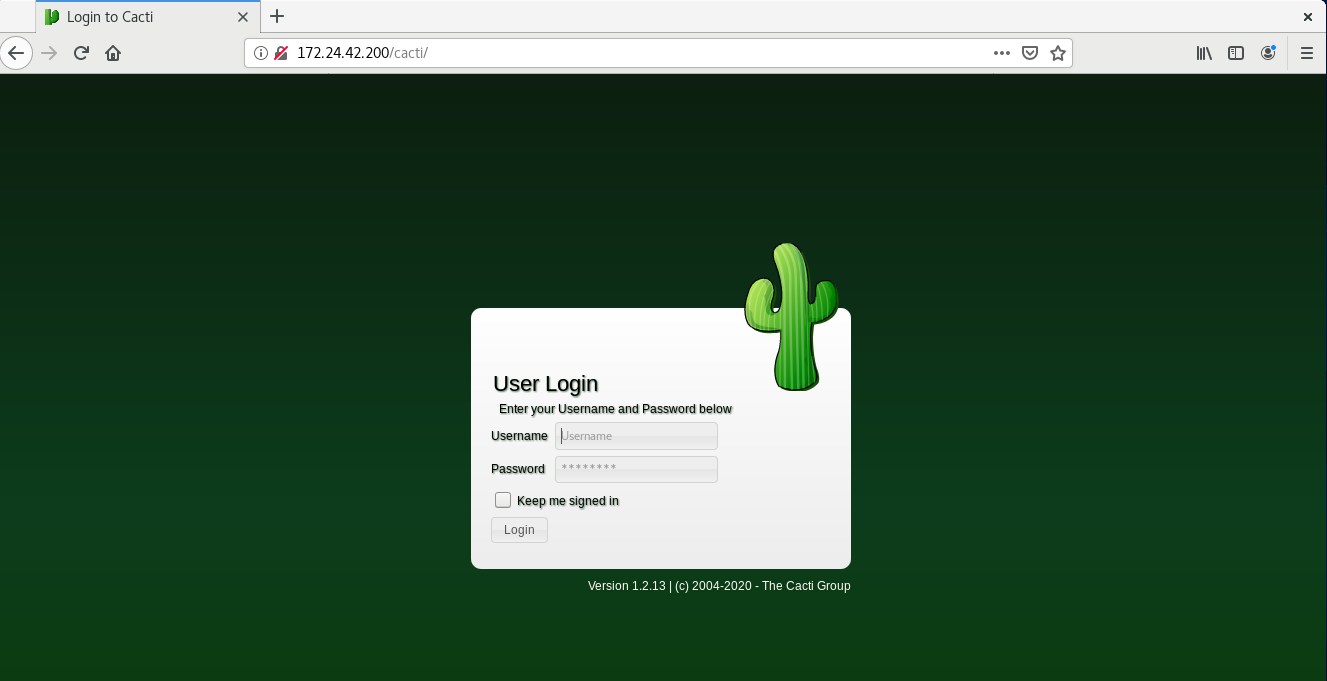 Login to Cacti
172.24.42.200/cacti/
User Login
Enter your Username and Password below
Username Username
Password ********
Keep me signed in
Login
Version 1.2.13 | (c) 2004-2020 - The Cacti Group